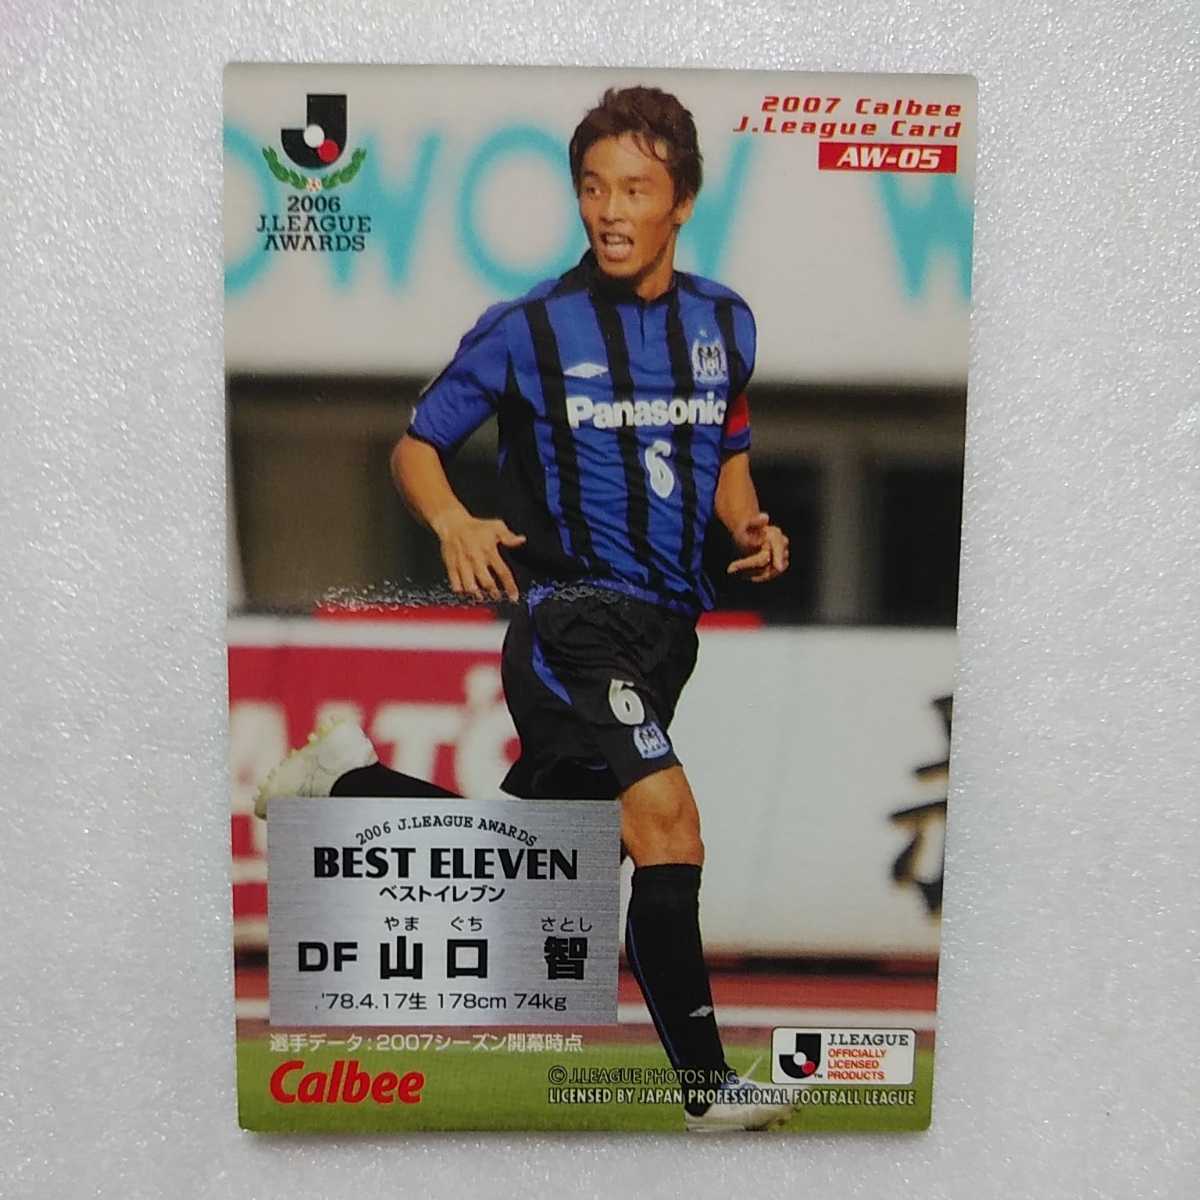 2007 Calbee
J.League Card
AW-05
2006
J.LEAGUE
AWARDS
Panasonic
6
6
2006 J.LEAGUE AWARDS
BEST ELEVEN
ベストイレブン
やま ぐち さとし
DF 山口 智
'78.4.17生 178cm 74kg
選手データ:2007シーズン開幕時点
Calbee
J.LEAGUE
OFFICIALLY
LICENSED
PRODUCTS
TM
© J.LEAGUE PHOTOS INC.
LICENSED BY JAPAN PROFESSIONAL FOOTBALL LEAGUE